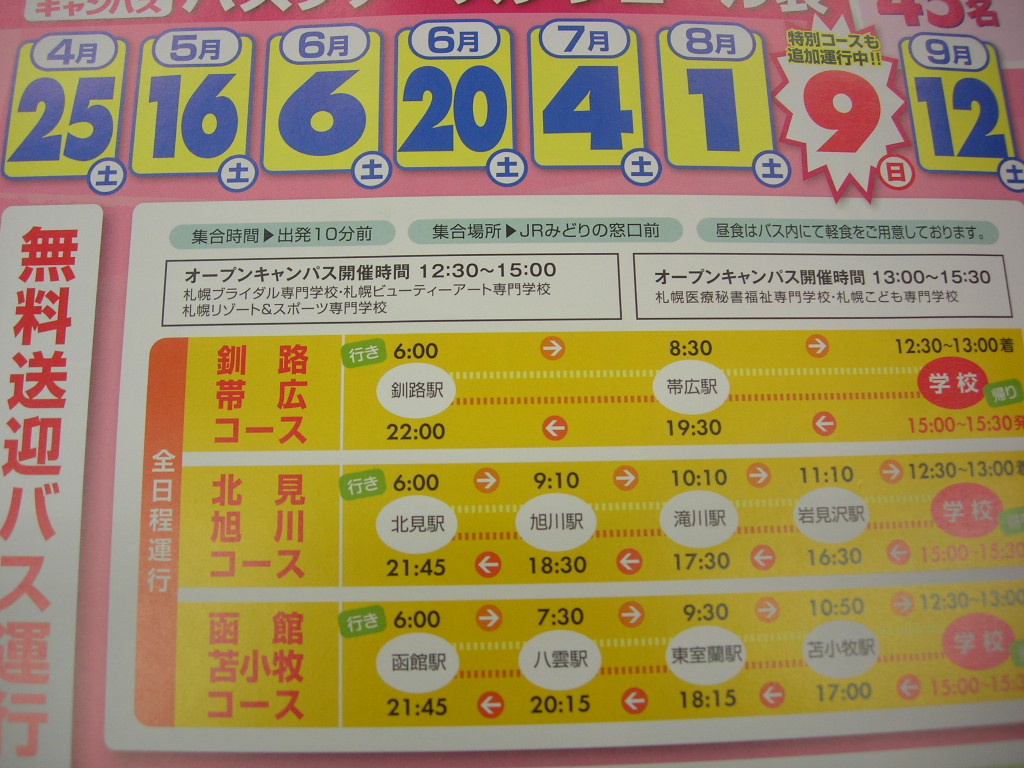 キャンパス
45名
4月 5月 6月 6月 7月 8月 特別コースも 9月
追加運行中!!
25 16 6 20 4 1 9 12
土 土 土 土 土 土 日 土
無料送迎バス運行
集合時間▶出発10分前 集合場所▶JRみどりの窓口前 昼食はバス内にて軽食をご用意しております。
オープンキャンパス開催時間 12:30〜15:00
札幌ブライダル専門学校・札幌ビューティーアート専門学校
札幌リゾート&スポーツ専門学校
オープンキャンパス開催時間 13:00〜15:30
札幌医療秘書福祉専門学校・札幌こども専門学校
全日程運行
釧路
帯広
コース
行き 6:00 → 8:30 → 12:30~13:00着
釧路駅 帯広駅 学校 帰り
22:00 ← 19:30 ← 15:00~15:30発
北見
旭川
コース
行き 6:00 → 9:10 → 10:10 → 11:10 → 12:30~13:00着
北見駅 旭川駅 滝川駅 岩見沢駅 学校
21:45 ← 18:30 ← 17:30 ← 16:30 ← 15:00~15:30
函館
苫小牧
コース
行き 6:00 → 7:30 → 9:30 → 10:50 → 12:30~13:00
函館駅 八雲駅 東室蘭駅 苫小牧駅 学校
21:45 ← 20:15 ← 18:15 ← 17:00 ← 15:00~15:3